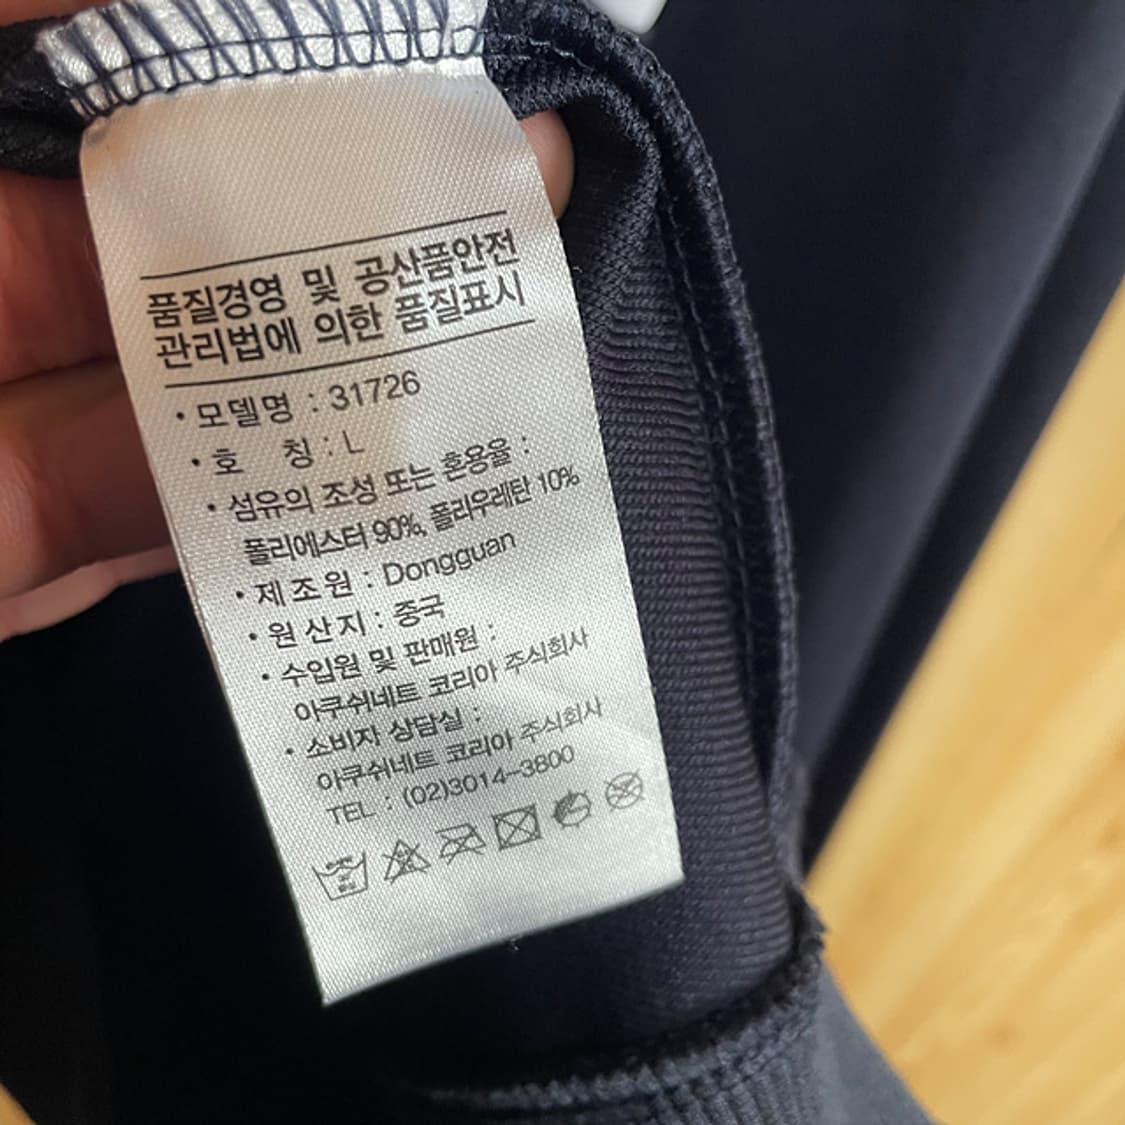 품질경영 및 공산품안전
관리법에 의한 품질표시
• 모델명 : 31726
• 호 칭 : L
• 섬유의 조성 또는 혼용율 :
폴리에스터 90%, 폴리우레탄 10%
• 제조원 : Dongguan
• 원산지 : 중국
• 수입원 및 판매원 :
아쿠쉬네트 코리아 주식회사
• 소비자 상담실 :
아쿠쉬네트 코리아 주식회사
TEL : (02)3014-3800